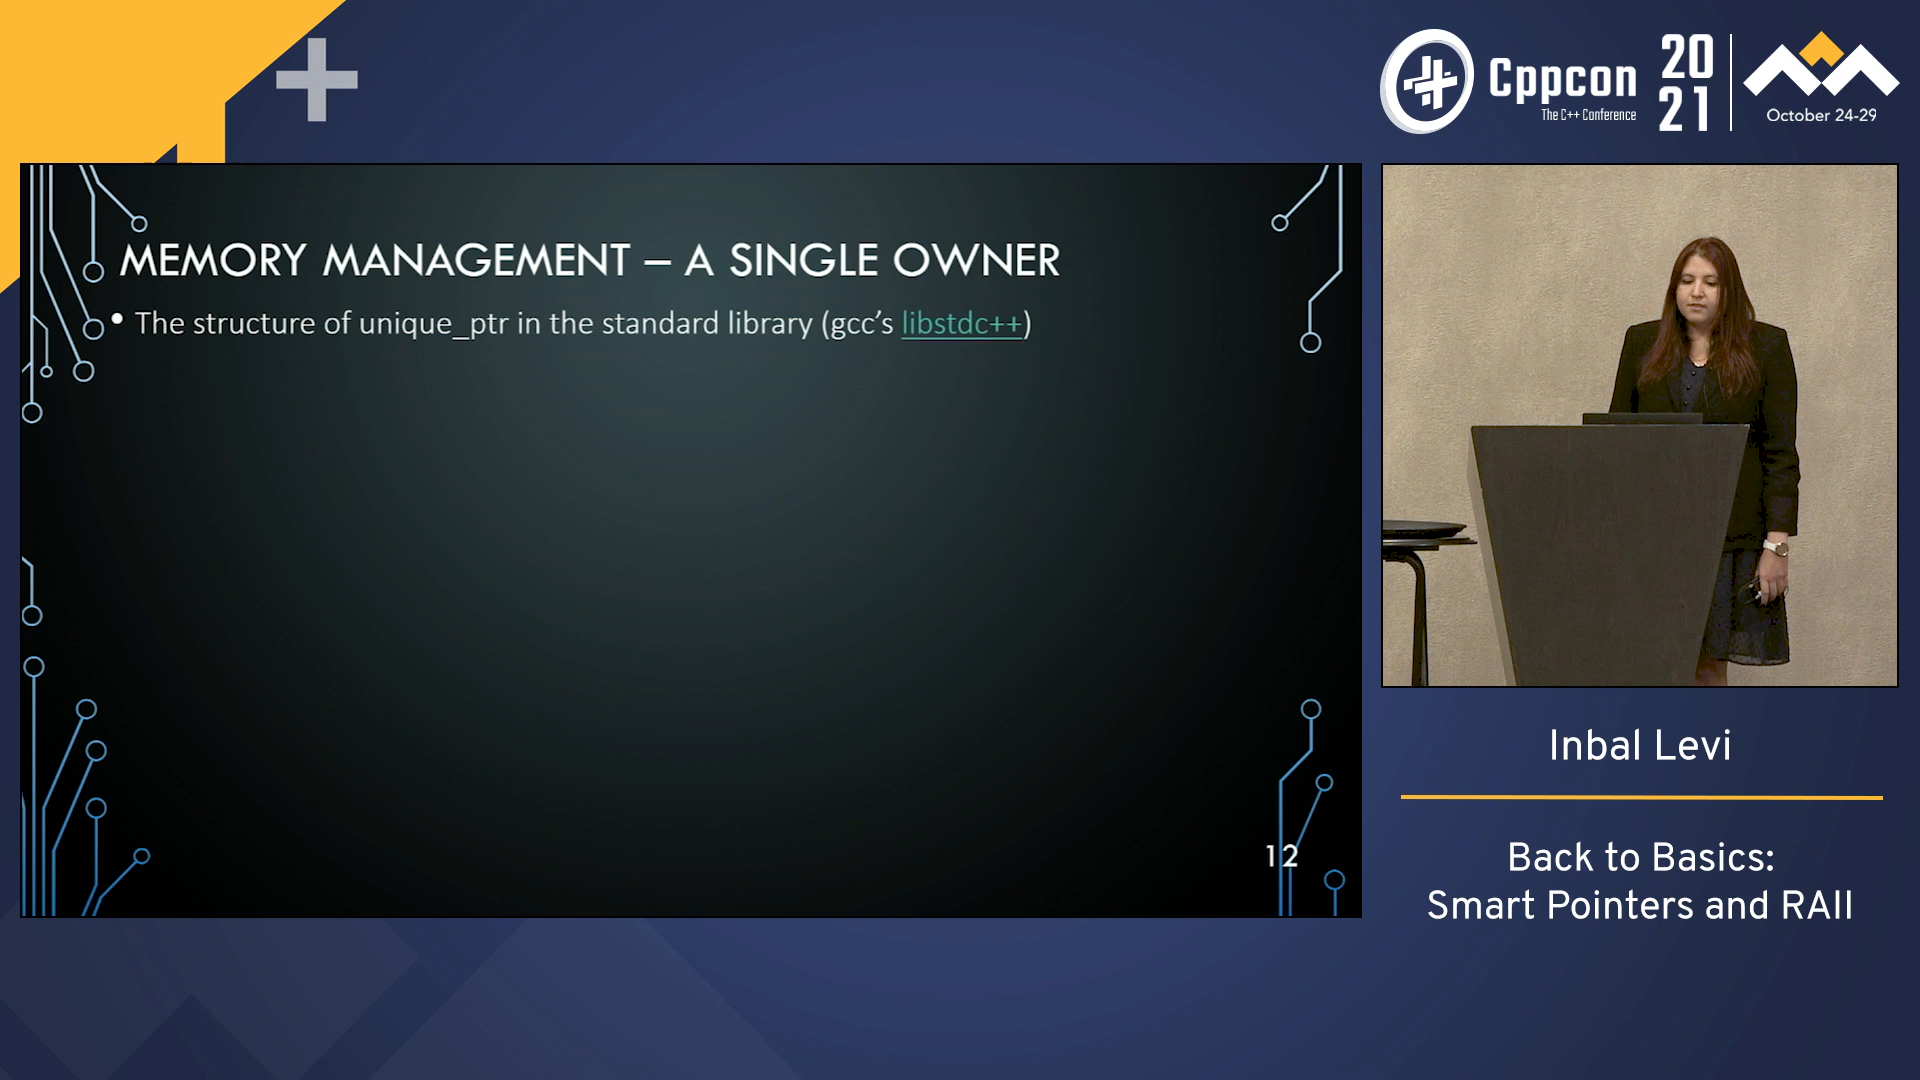 Cppcon
The C++ Conference
20
21
October 24-29
MEMORY MANAGEMENT – A SINGLE OWNER
• The structure of unique_ptr in the standard library (gcc’s libstdc++)
12
Inbal Levi
Back to Basics:
Smart Pointers and RAII